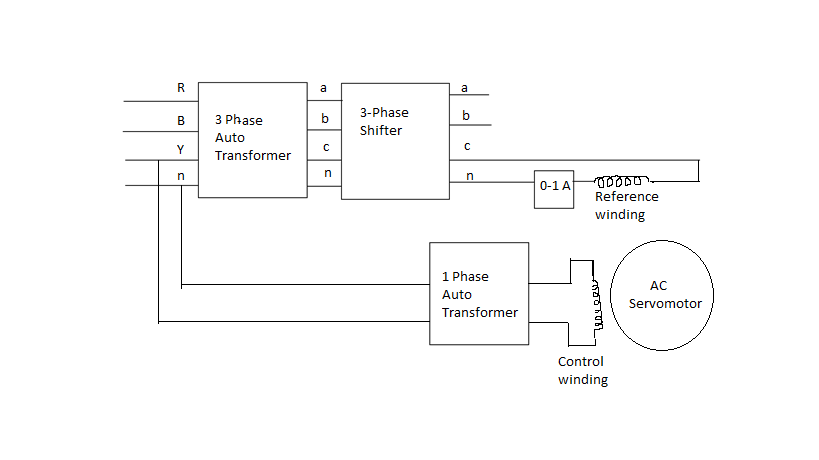 R
B
Y
n
3 Phase
Auto
Transformer
a
b
c
n
3-Phase
Shifter
a
b
c
n
0-1 A
Reference
winding
1 Phase
Auto
Transformer
AC
Servomotor
Control
winding